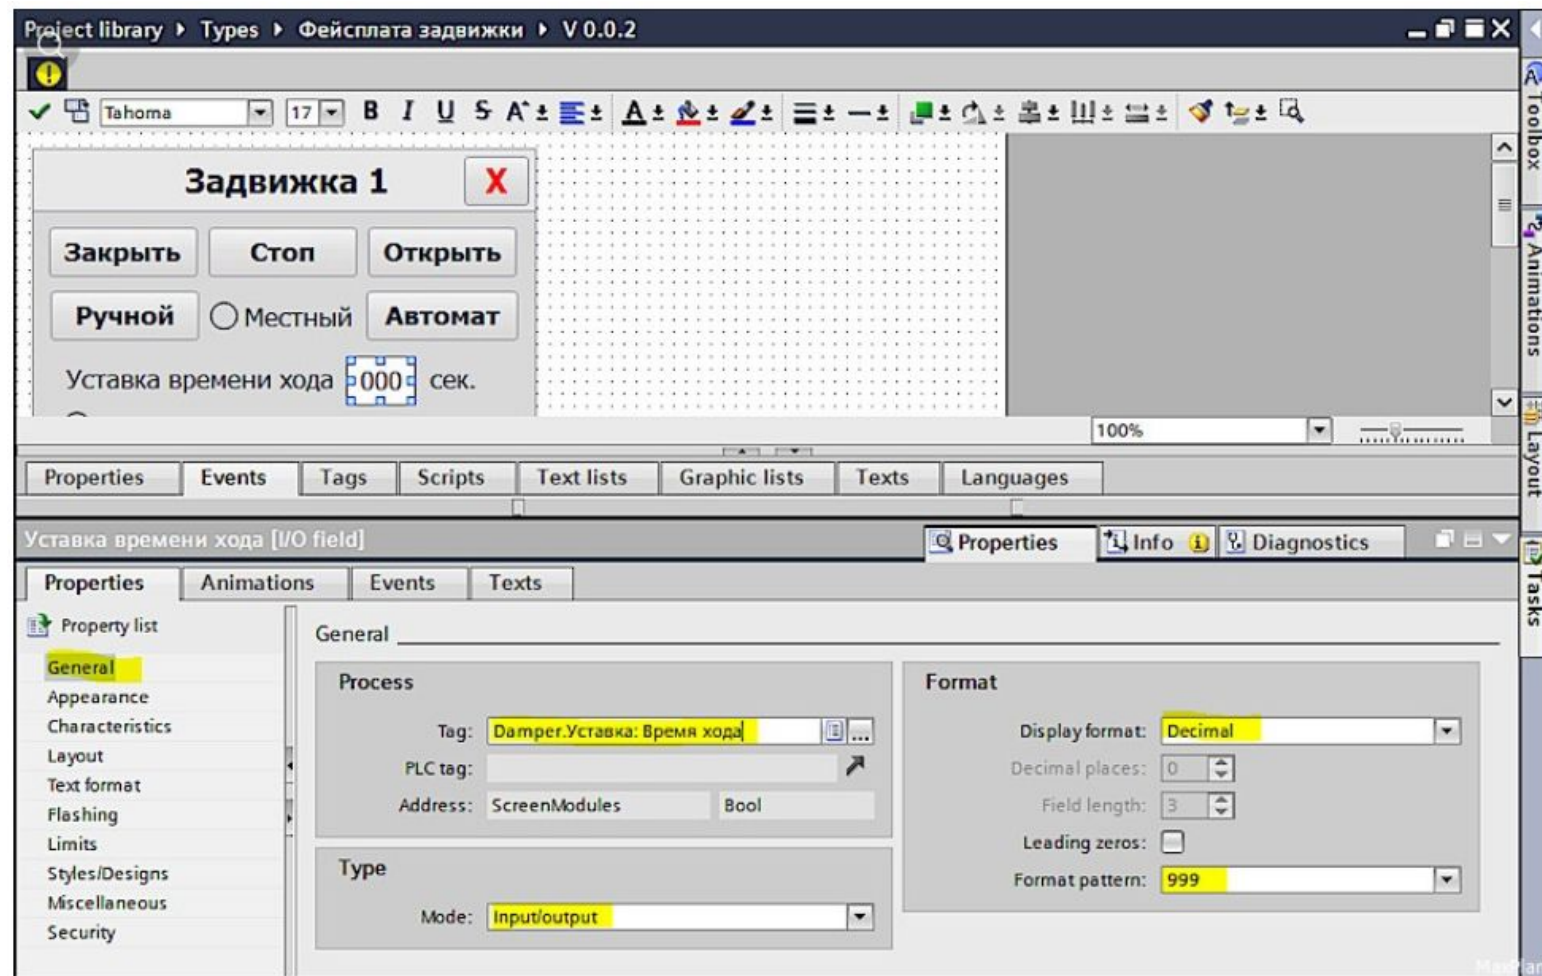 Project library ▸ Types ▸ Фейсплата задвижки ▸ V 0.0.2
Tahoma 17 B I U S A A
Задвижка 1 X
Закрыть Стоп Открыть
Ручной Местный Автомат
Уставка времени хода 000 сек.
100%
Properties Events Tags Scripts Text lists Graphic lists Texts Languages
Уставка времени хода [I/O field] Properties Info Diagnostics
Properties Animations Events Texts
Property list
General
Appearance
Characteristics
Layout
Text format
Flashing
Limits
Styles/Designs
Miscellaneous
Security
General
Process
Tag: Damper.Уставка: Время хода ...
PLC tag:
Address: ScreenModules Bool
Type
Mode: Input/output
Format
Display format: Decimal
Decimal places: 0
Field length: 3
Leading zeros:
Format pattern: 999
Toolbox
Animations
Layout
Tasks